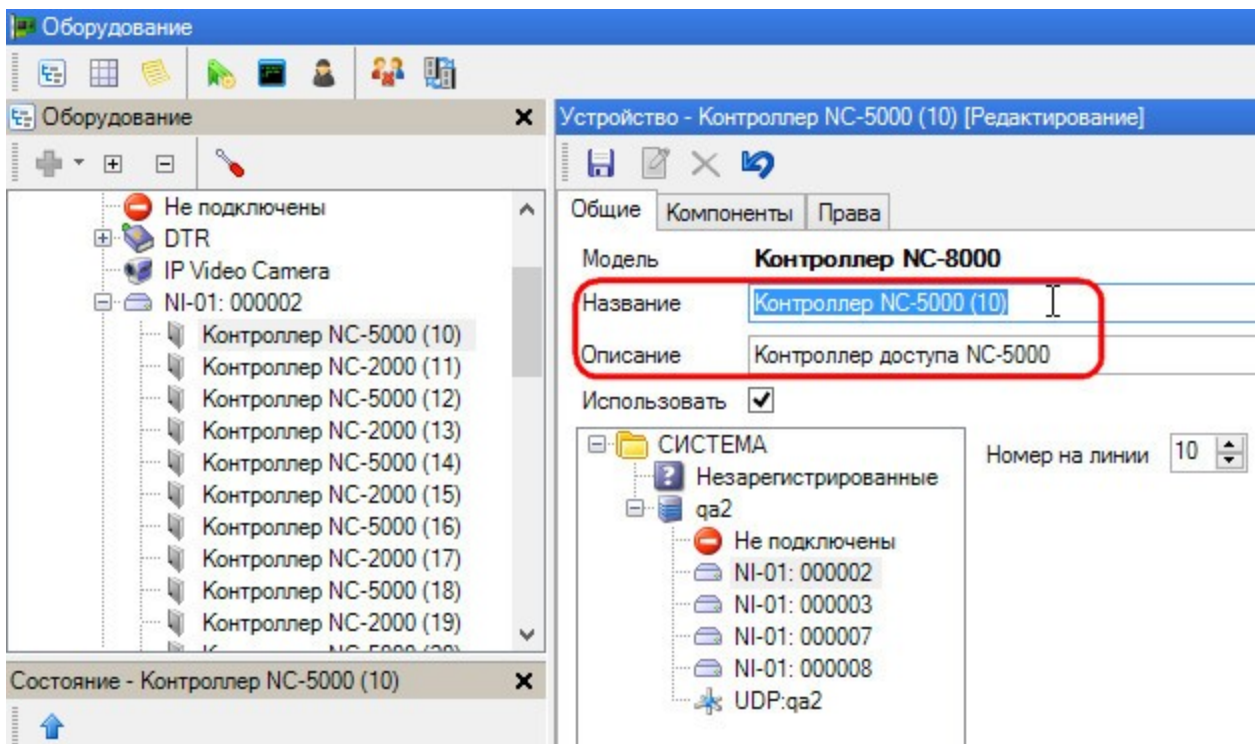 Оборудование
Оборудование
Не подключены
DTR
IP Video Camera
NI-01: 000002
Контроллер NC-5000 (10)
Контроллер NC-2000 (11)
Контроллер NC-5000 (12)
Контроллер NC-2000 (13)
Контроллер NC-5000 (14)
Контроллер NC-2000 (15)
Контроллер NC-5000 (16)
Контроллер NC-2000 (17)
Контроллер NC-5000 (18)
Контроллер NC-2000 (19)
Состояние - Контроллер NC-5000 (10)
Устройство - Контроллер NC-5000 (10) [Редактирование]
Общие Компоненты Права
Модель Контроллер NC-8000
Название Контроллер NC-5000 (10)
Описание Контроллер доступа NC-5000
Использовать
СИСТЕМА
Незарегистрированные
qa2
Не подключены
NI-01: 000002
NI-01: 000003
NI-01: 000007
NI-01: 000008
UDP:qa2
Номер на линии 10